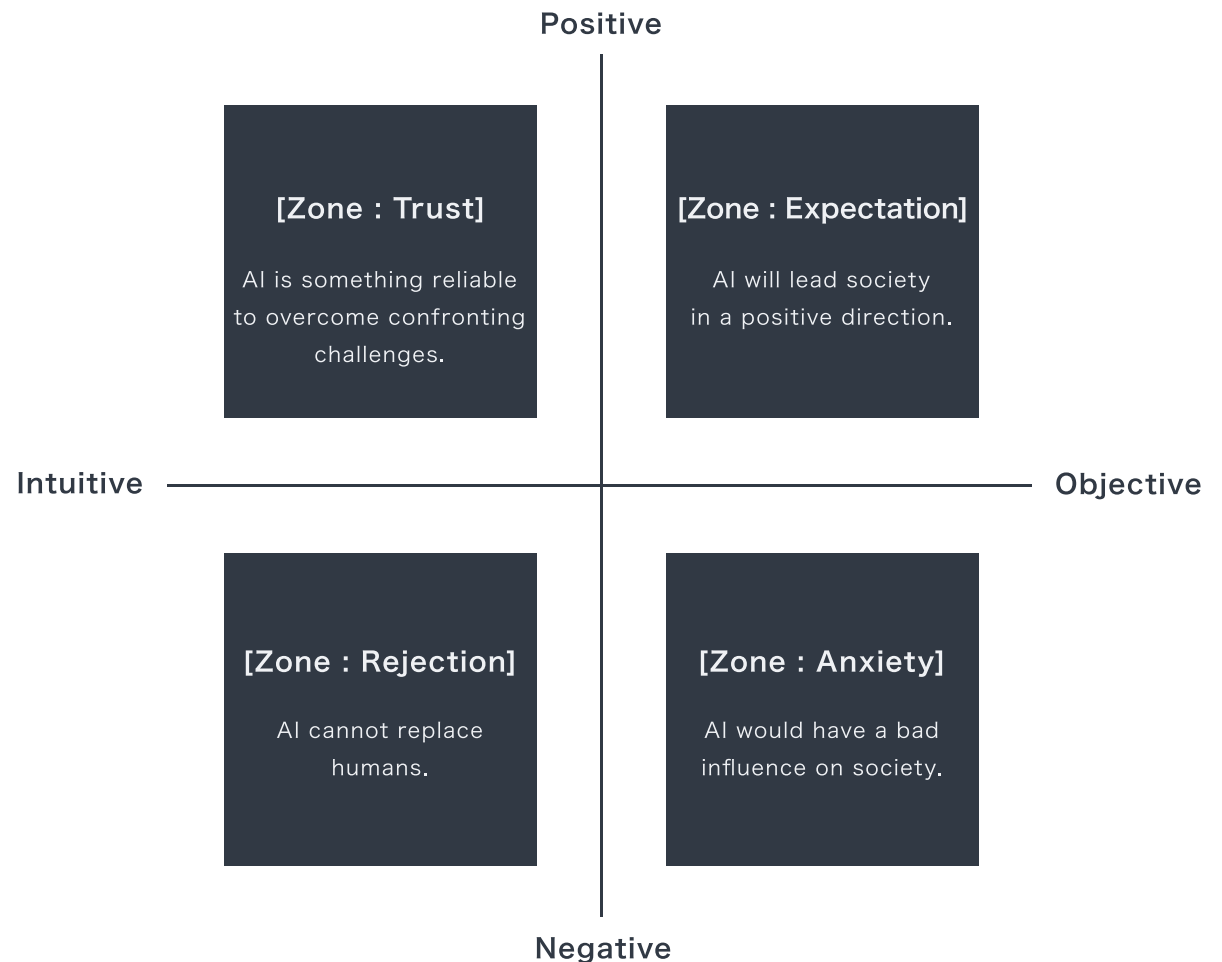 Positive
[Zone : Trust]
AI is something reliable
to overcome confronting
challenges.
[Zone : Expectation]
AI will lead society
in a positive direction.
Intuitive
Objective
[Zone : Rejection]
AI cannot replace
humans.
[Zone : Anxiety]
AI would have a bad
influence on society.
Negative